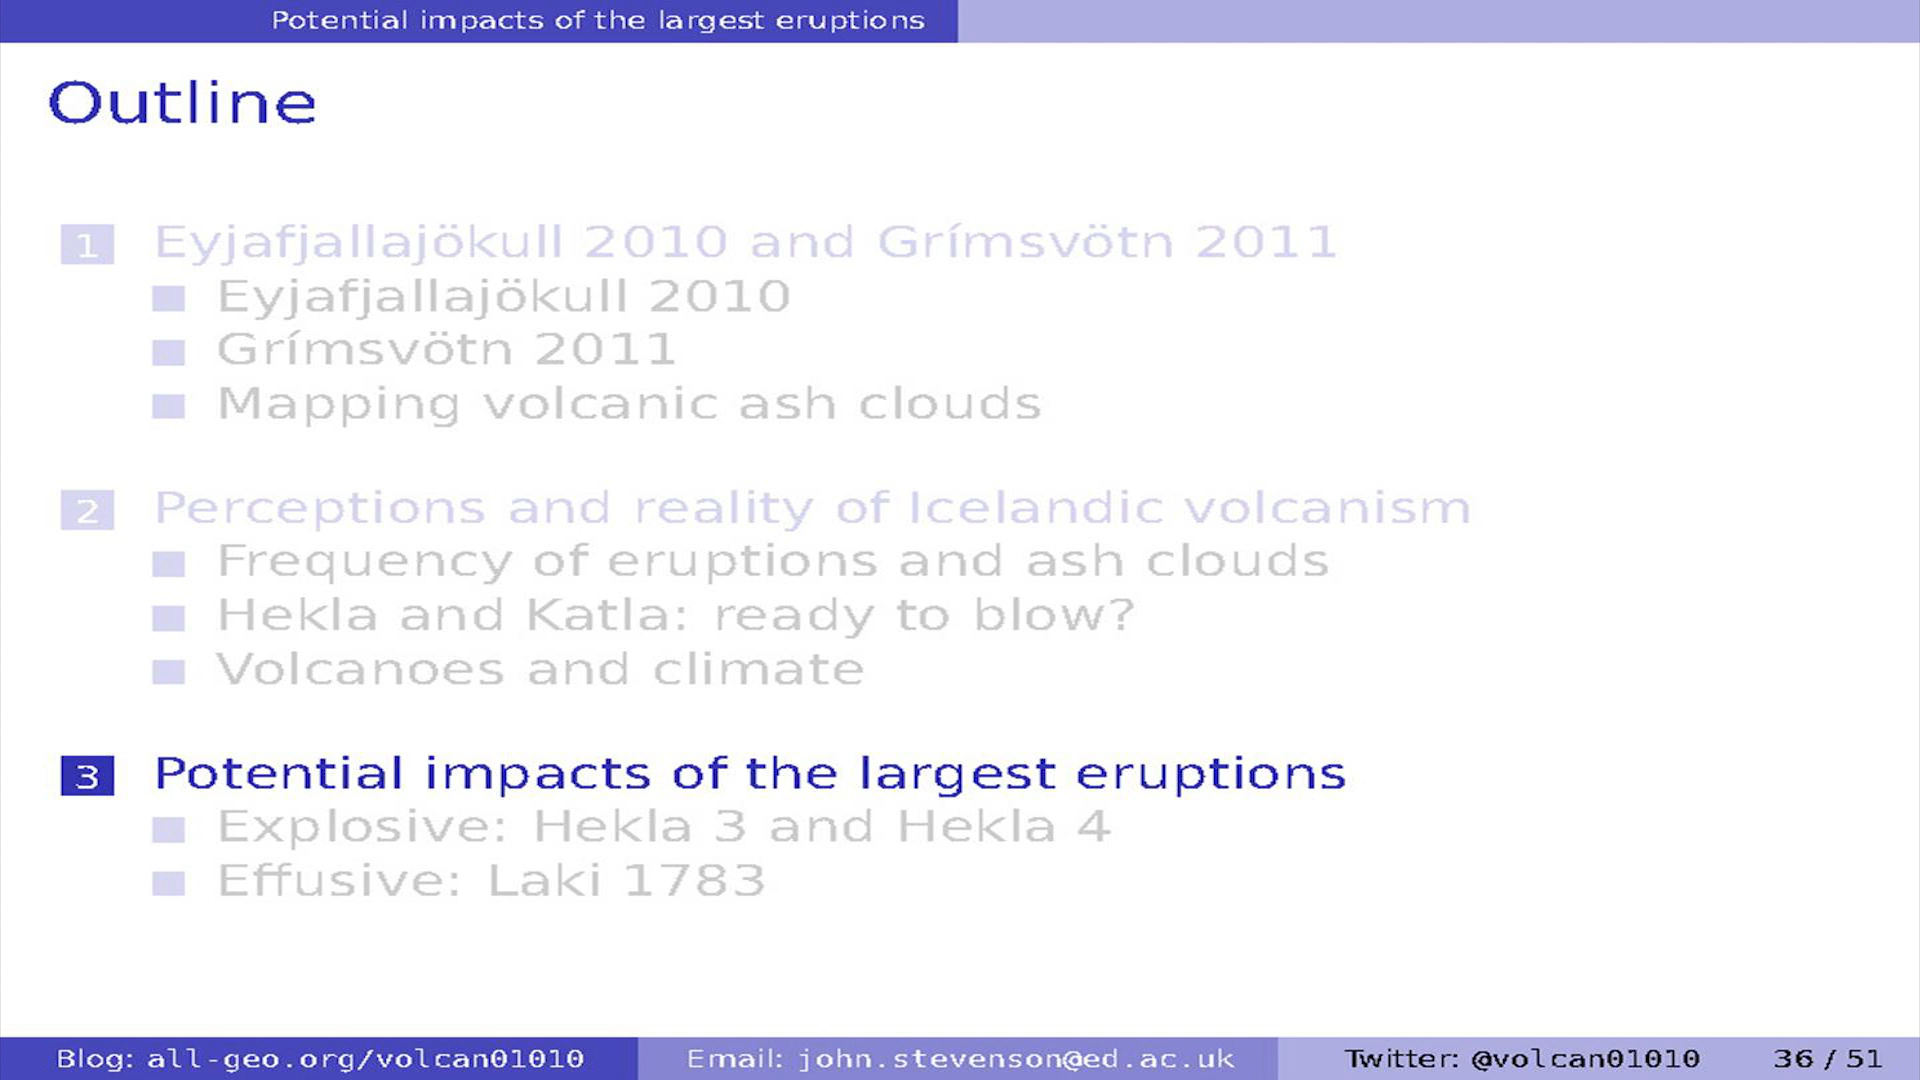 Potential impacts of the largest eruptions
Outline
1 Eyjafjallajökull 2010 and Grímsvötn 2011
Eyjafjallajökull 2010
Grímsvötn 2011
Mapping volcanic ash clouds
2 Perceptions and reality of Icelandic volcanism
Frequency of eruptions and ash clouds
Hekla and Katla: ready to blow?
Volcanoes and climate
3 Potential impacts of the largest eruptions
Explosive: Hekla 3 and Hekla 4
Effusive: Laki 1783
Blog: all-geo.org/volcan01010 Email: john.stevenson@ed.ac.uk Twitter: @volcan01010 36 / 51